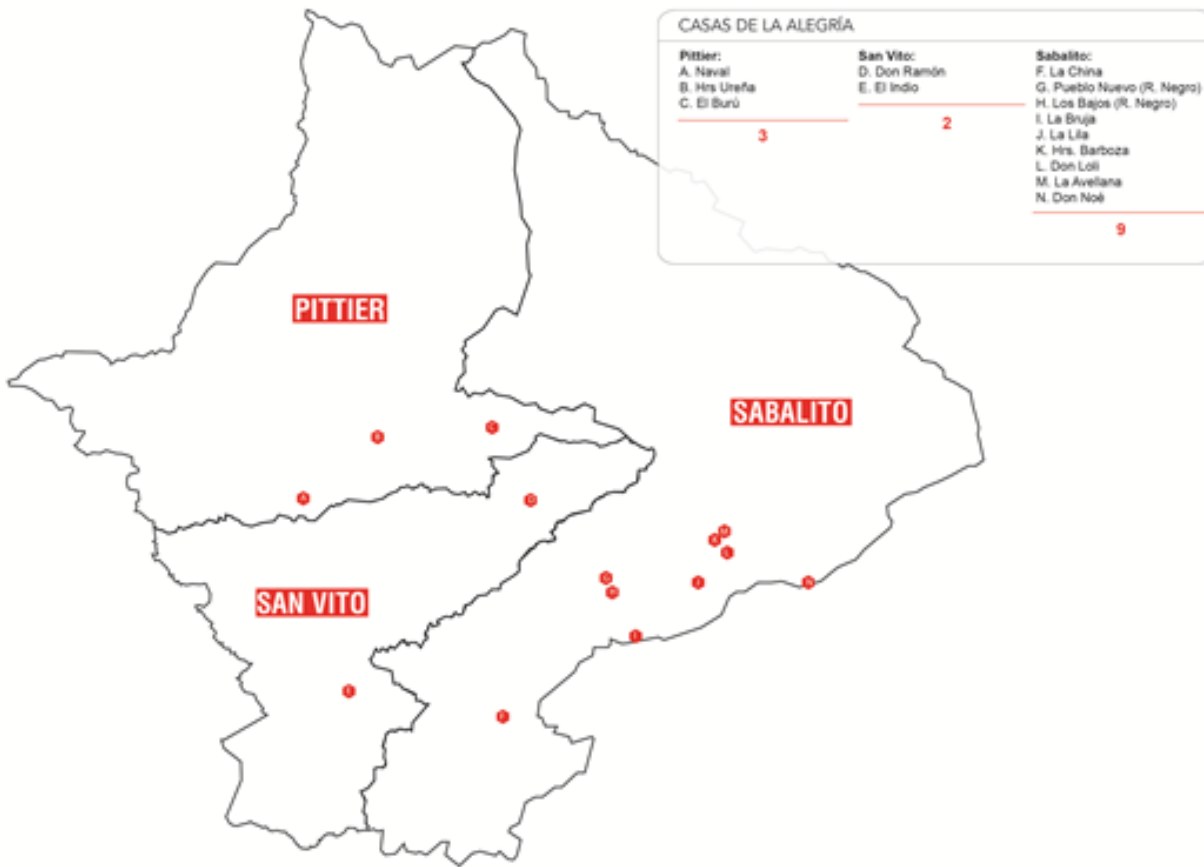 CASAS DE LA ALEGRÍA
Pittier:
A. Naval
B. Hrs Ureña
C. El Burú
3
San Vito:
D. Don Ramón
E. El Indio
2
Sabalito:
F. La China
G. Pueblo Nuevo (R. Negro)
H. Los Bajos (R. Negro)
I. La Bruja
J. La Lila
K. Hrs. Barboza
L. Don Loli
M. La Avellana
N. Don Noé
9
PITTIER
SABALITO
B
C
A
D
M
K
L
G
J
N
H
SAN VITO
I
E
F